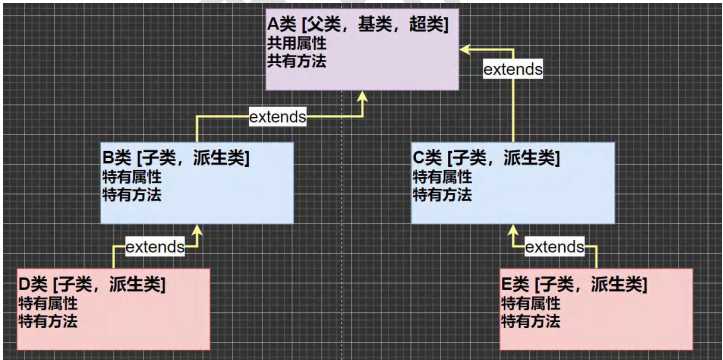 A类 [父类，基类，超类]
共用属性
共有方法
extends
extends
B类 [子类，派生类]
特有属性
特有方法
C类 [子类，派生类]
特有属性
特有方法
extends
extends
D类 [子类，派生类]
特有属性
特有方法
E类 [子类，派生类]
特有属性
特有方法